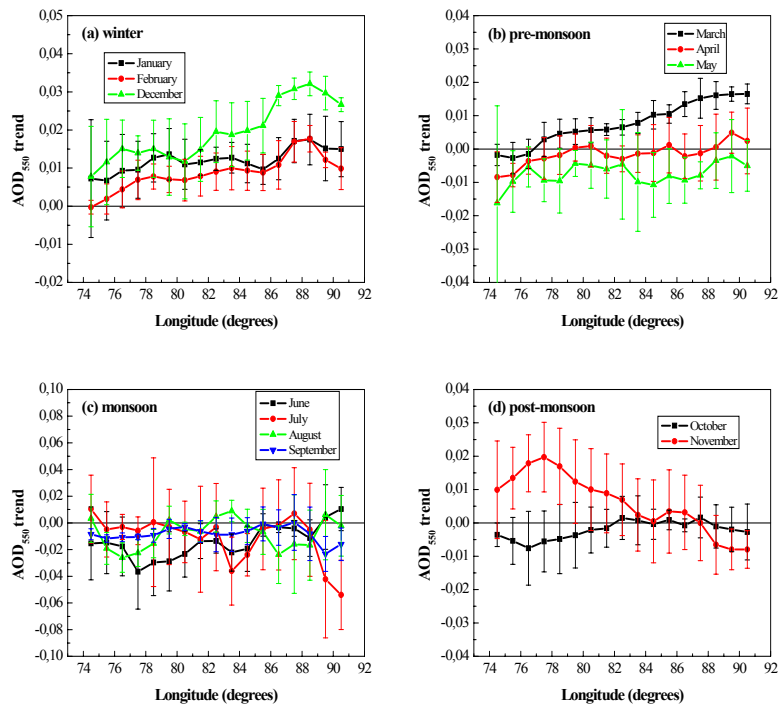 (a) winter
January
February
December
0,05
0,04
0,03
0,02
0,01
0,00
0,01
0,02
AOD550 trend
74 76 78 80 82 84 86 88 90 92
Longitude (degrees)
(b) pre-monsoon
March
April
May
0,04
0,03
0,02
0,01
0,00
-0,01
-0,02
-0,03
-0,04
AOD550 trend
74 76 78 80 82 84 86 88 90 92
Longitude (degrees)
(c) monsoon
June
July
August
September
0,10
0,08
0,06
0,04
0,02
0,00
-0,02
-0,04
-0,06
-0,08
-0,10
AOD550 trend
74 76 78 80 82 84 86 88 90 92
Longitude (degrees)
(d) post-monsoon
October
November
0,04
0,03
0,02
0,01
0,00
-0,01
-0,02
-0,03
-0,04
AOD550 trend
74 76 78 80 82 84 86 88 90 92
Longitude (degrees)